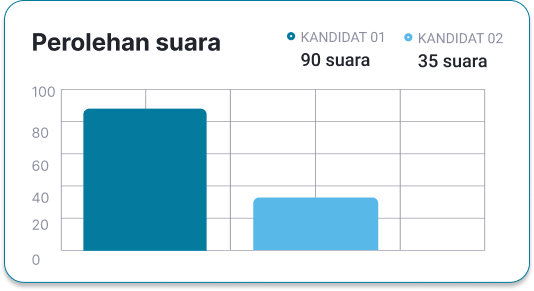 Perolehan suara
KANDIDAT 01
90 suara
KANDIDAT 02
35 suara
100
80
60
40
20
0